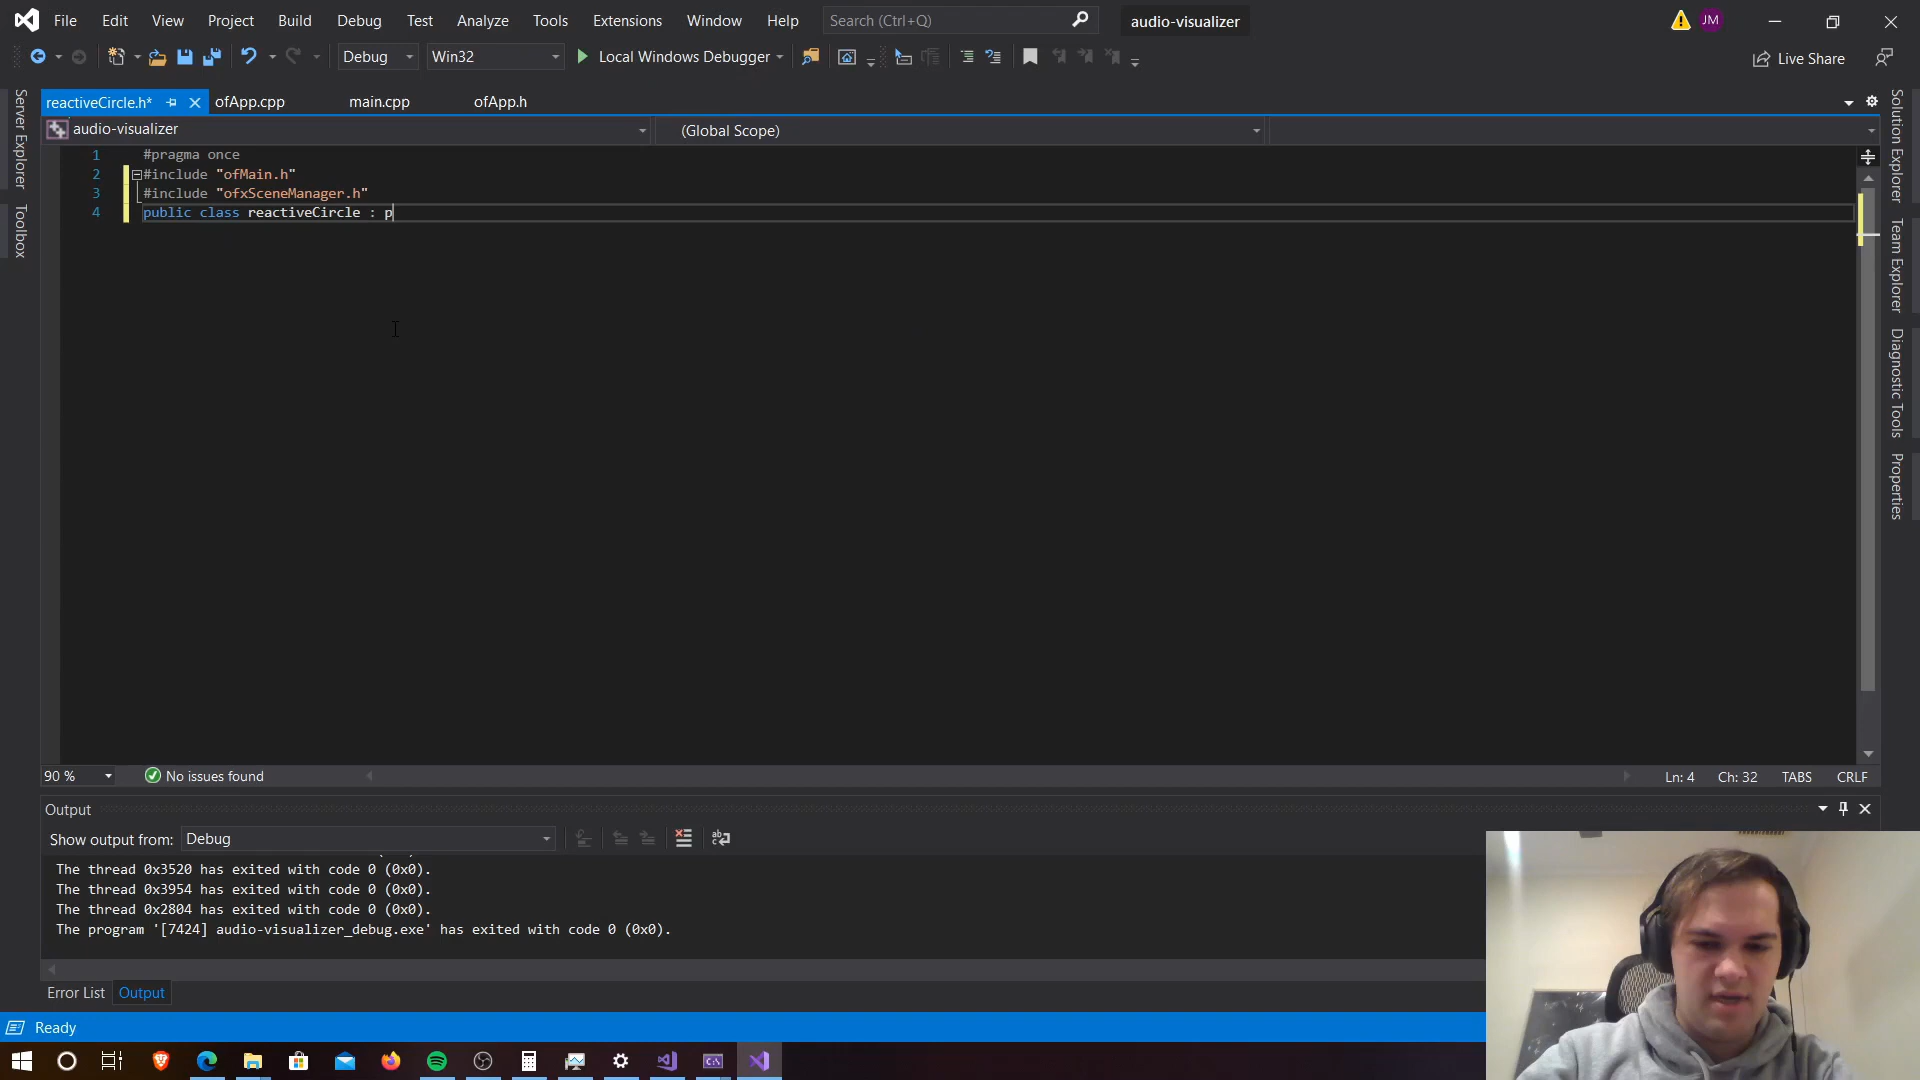 File Edit View Project Build Debug Test Analyze Tools Extensions Window Help Search (Ctrl+Q) audio-visualizer JM
Debug Win32 Local Windows Debugger Live Share
reactiveCircle.h* ofApp.cpp main.cpp ofApp.h
audio-visualizer (Global Scope)
Server Explorer
Toolbox
1 #pragma once
2 #include "ofMain.h"
3 #include "ofxSceneManager.h"
4 public class reactiveCircle : p
Solution Explorer
Team Explorer
Diagnostic Tools
Properties
90 % No issues found Ln: 4 Ch: 32 TABS CRLF
Output
Show output from: Debug
The thread 0x3520 has exited with code 0 (0x0).
The thread 0x3954 has exited with code 0 (0x0).
The thread 0x2804 has exited with code 0 (0x0).
The program '[7424] audio-visualizer_debug.exe' has exited with code 0 (0x0).
Error List Output
Ready